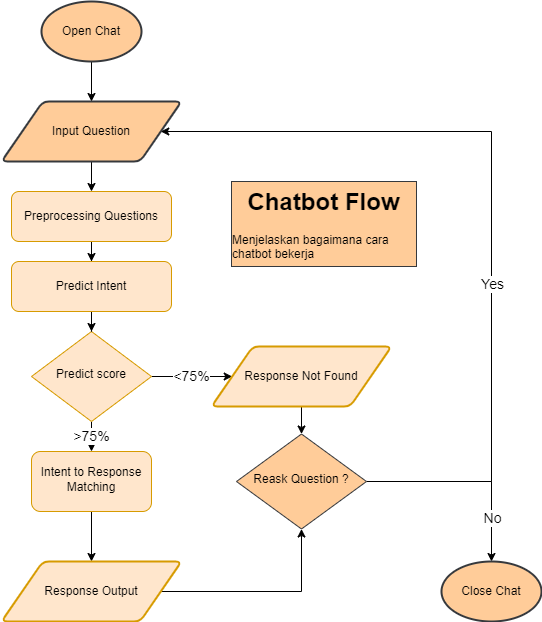 Open Chat
Input Question
Preprocessing Questions
Chatbot Flow
Menjelaskan bagaimana cara
chatbot bekerja
Predict Intent
Yes
Predict score
<75%
Response Not Found
>75%
Intent to Response
Matching
Reask Question ?
No
Response Output
Close Chat